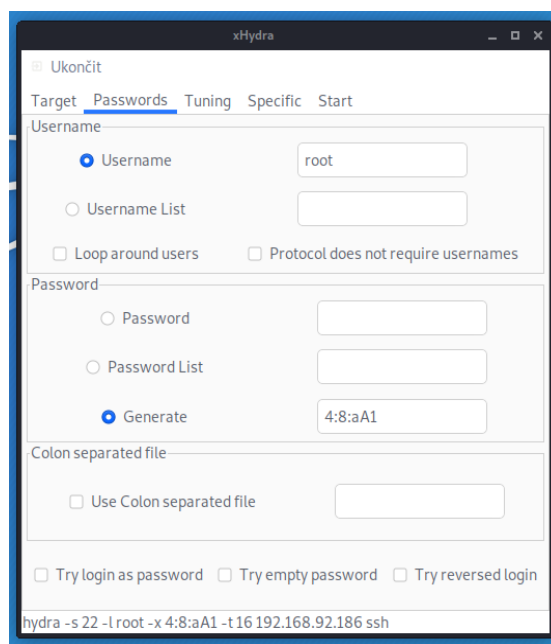 xHydra
Ukončit
Target Passwords Tuning Specific Start
Username
Username root
Username List
Loop around users Protocol does not require usernames
Password
Password
Password List
Generate 4:8:aA1
Colon separated file
Use Colon separated file
Try login as password Try empty password Try reversed login
hydra -s 22 -l root -x 4:8:aA1 -t 16 192.168.92.186 ssh